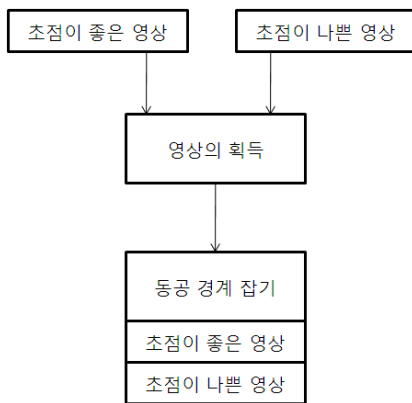 초점이 좋은 영상
초점이 나쁜 영상
영상의 획득
동공 경계 잡기
초점이 좋은 영상
초점이 나쁜 영상